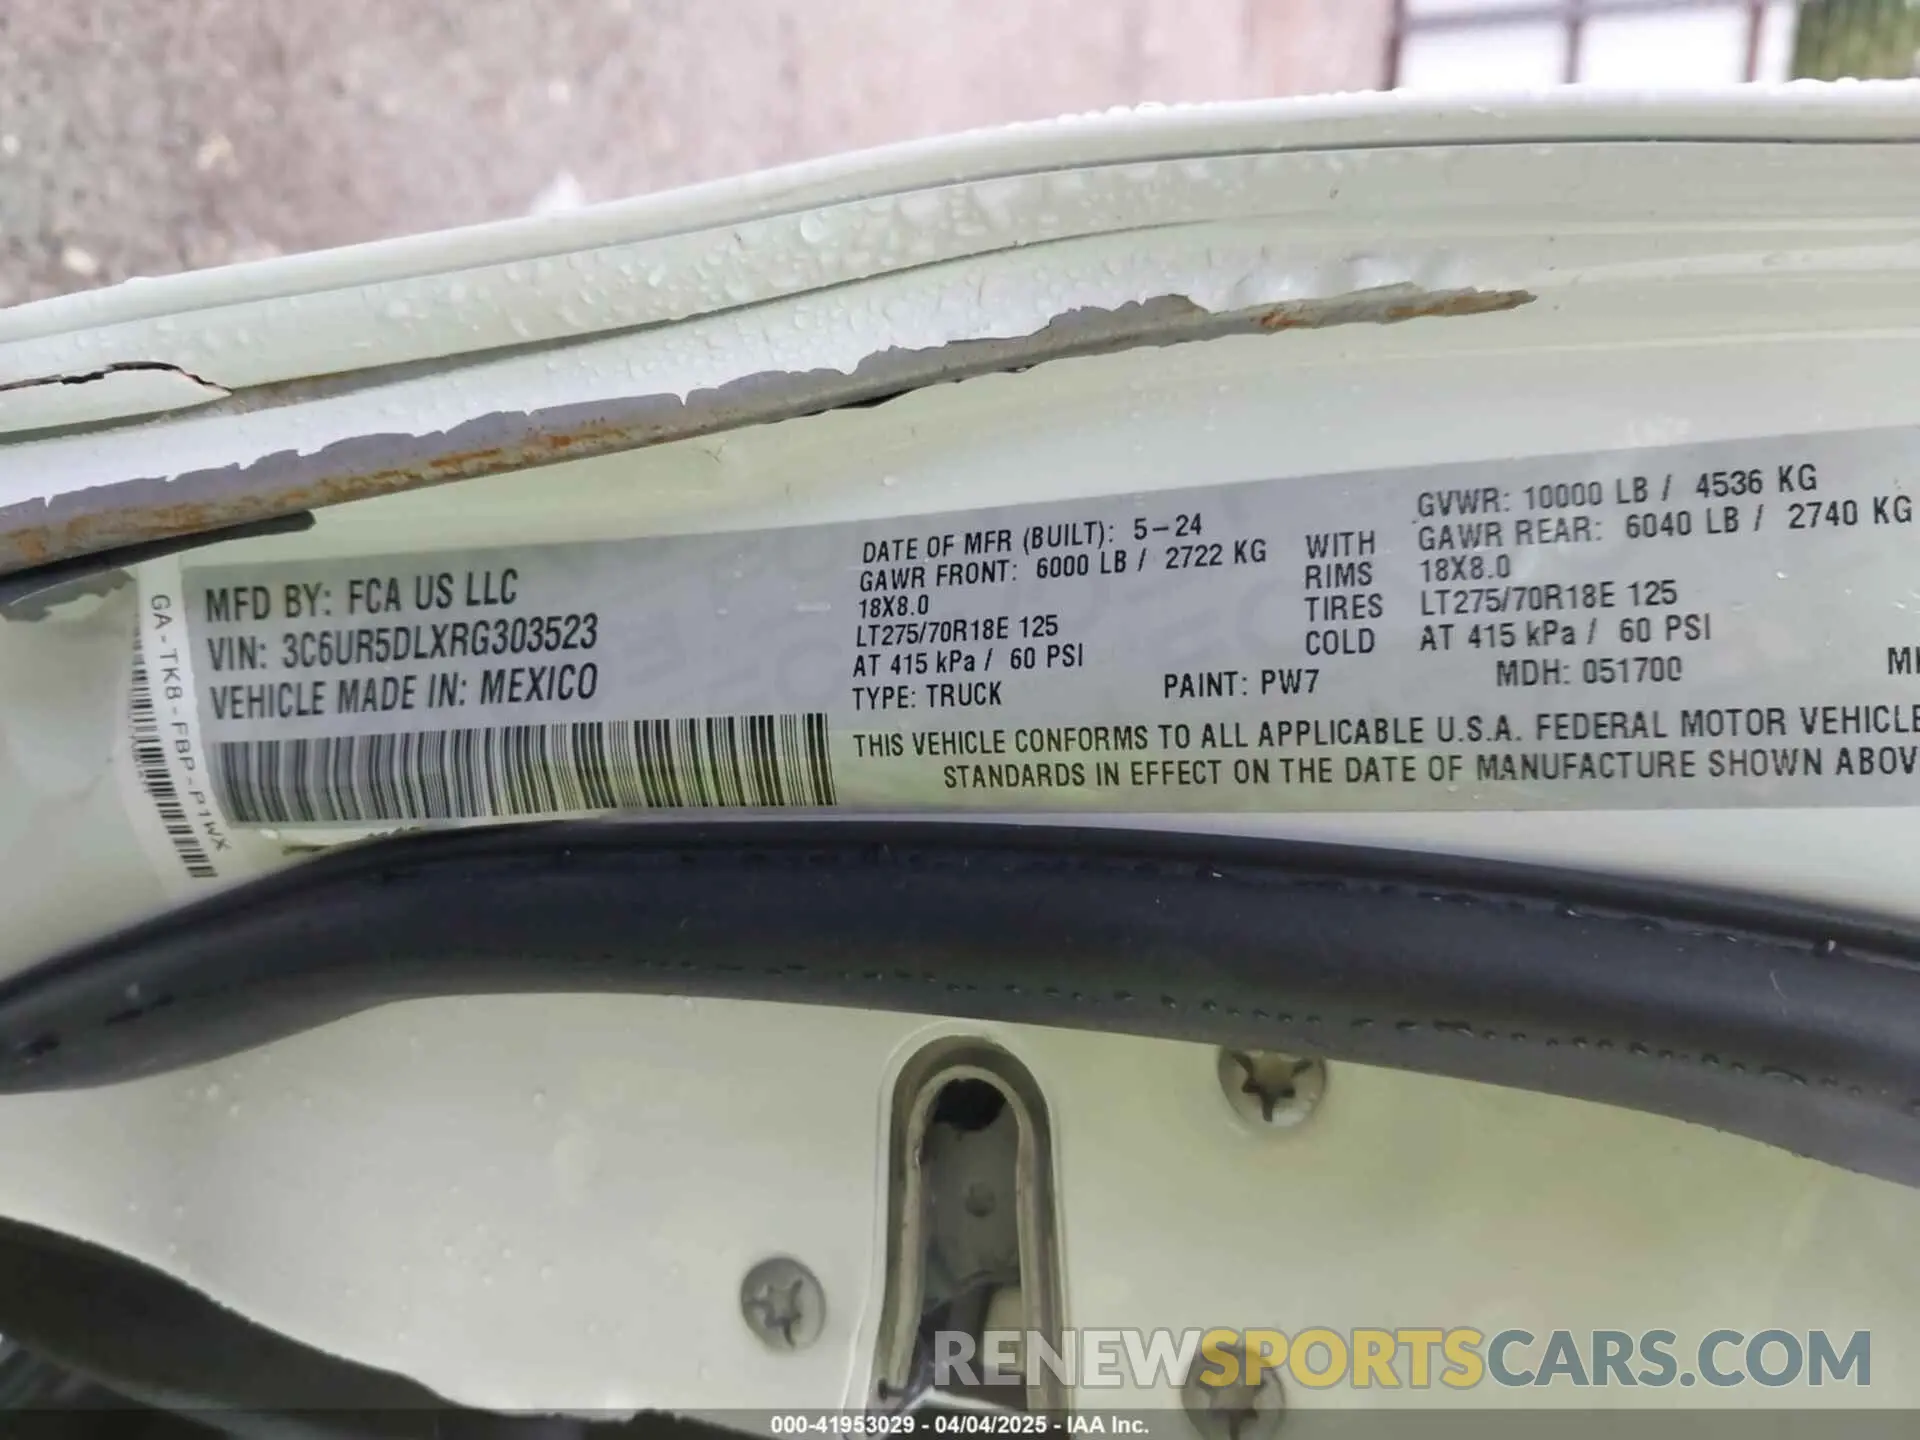 MFD BY: FCA US LLC
VIN: 3C6UR5DLXRG303523
VEHICLE MADE IN: MEXICO
GA-TK8-FBP-P1WX
DATE OF MFR (BUILT): 5-24
GAWR FRONT: 6000 LB / 2722 KG
18X8.0
LT275/70R18E 125
AT 415 kPa / 60 PSI
TYPE: TRUCK
PAINT: PW7
WITH
RIMS
TIRES
COLD
GVWR: 10000 LB / 4536 KG
GAWR REAR: 6040 LB / 2740 KG
18X8.0
LT275/70R18E 125
AT 415 kPa / 60 PSI
MDH: 051700
THIS VEHICLE CONFORMS TO ALL APPLICABLE U.S.A. FEDERAL MOTOR VEHICLE
STANDARDS IN EFFECT ON THE DATE OF MANUFACTURE SHOWN ABOV
RENEWSPORTSCARS.COM
000-41953029 - 04/04/2025 - IAA Inc.